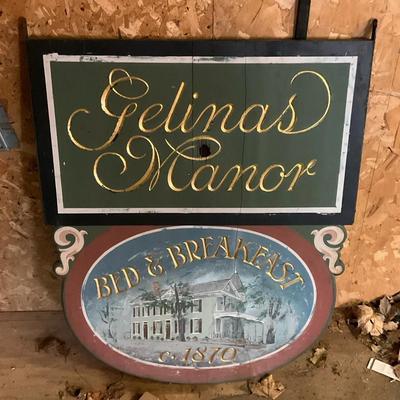 Gelinas
Manor
BED & BREAKFAST
c. 1870